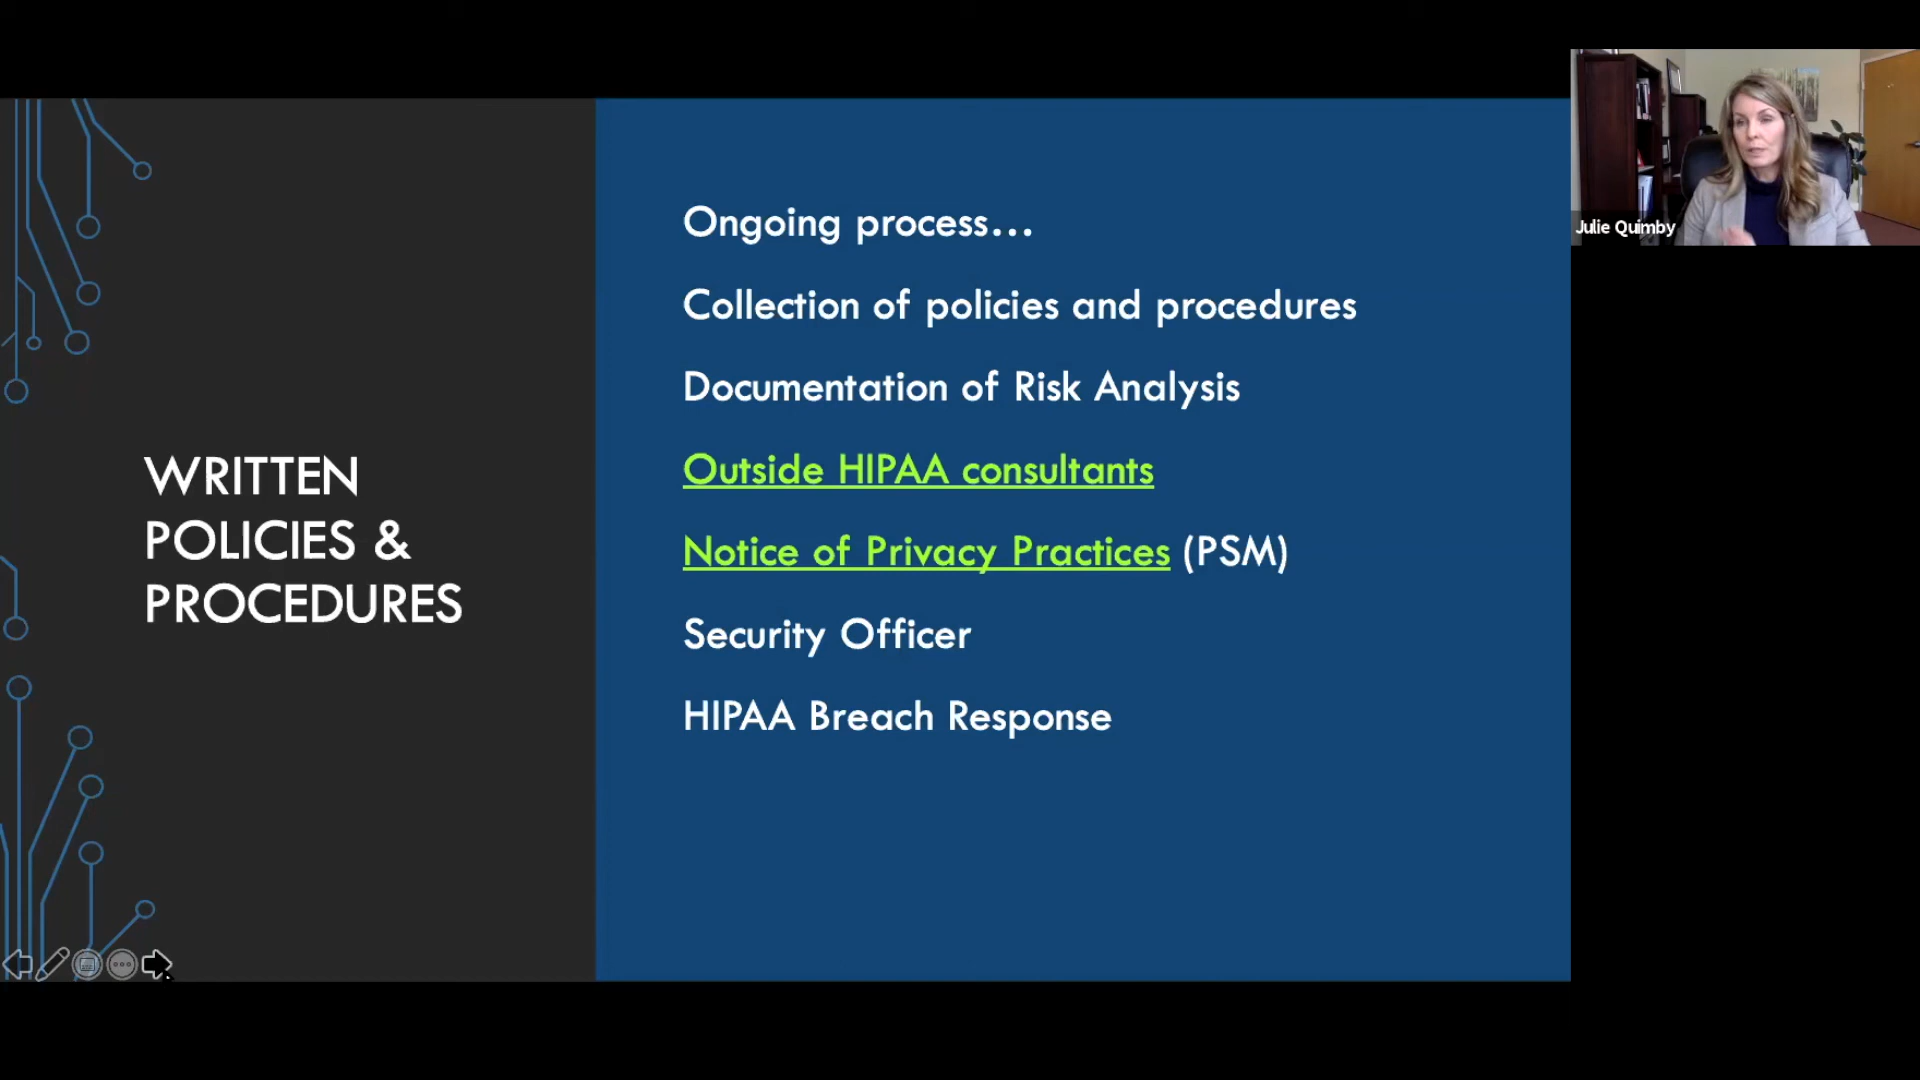 WRITTEN
POLICIES &
PROCEDURES
Ongoing process...
Collection of policies and procedures
Documentation of Risk Analysis
Outside HIPAA consultants
Notice of Privacy Practices (PSM)
Security Officer
HIPAA Breach Response
Julie Quimby